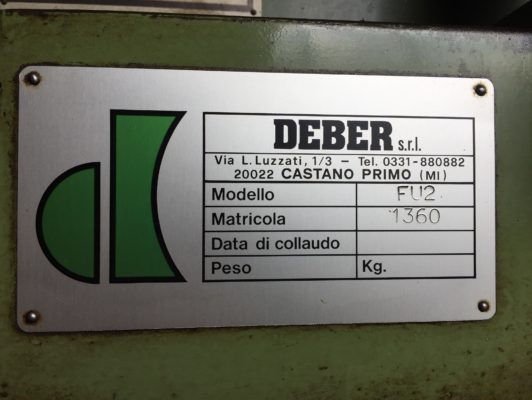 DEBER s.r.l.
Via L. Luzzati, 1/3 – Tel. 0331-880882
20022 CASTANO PRIMO (MI)
Modello FU2
Matricola 1360
Data di collaudo
Peso Kg.